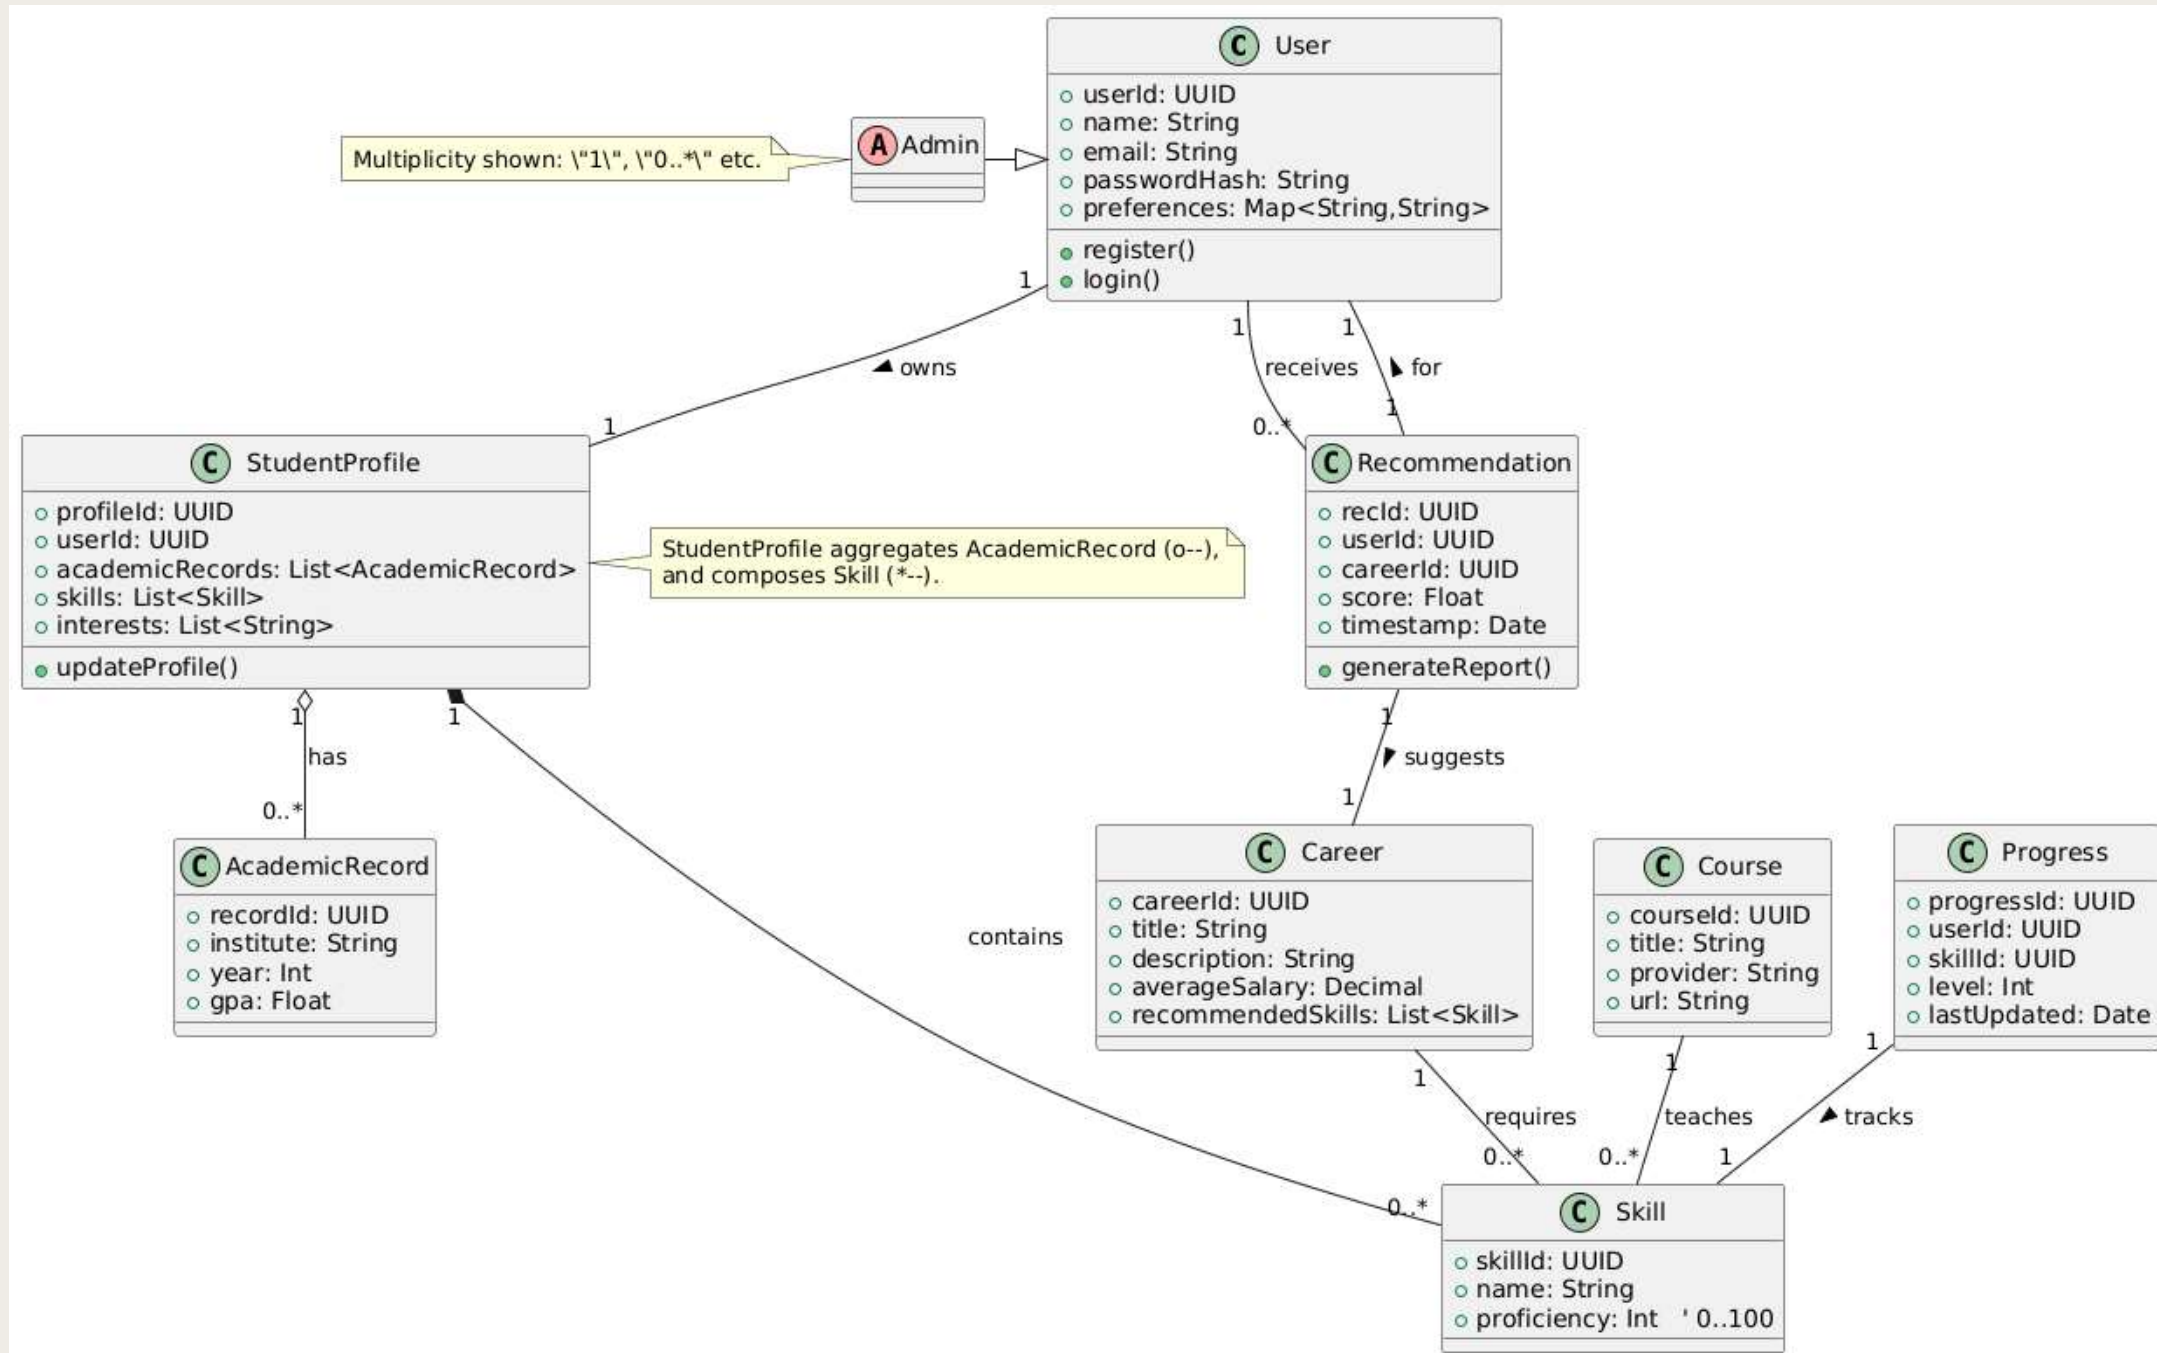 C User
userId: UUID
name: String
email: String
passwordHash: String
preferences: Map<String,String>
register()
login()
Multiplicity shown: \"1\", \"0..*\" etc.
A Admin
1
owns
1
1
receives
0..*
1
for
1
C StudentProfile
profileId: UUID
userId: UUID
academicRecords: List<AcademicRecord>
skills: List<Skill>
interests: List<String>
updateProfile()
StudentProfile aggregates AcademicRecord (o--),
and composes Skill (*--).
C Recommendation
recId: UUID
userId: UUID
careerId: UUID
score: Float
timestamp: Date
generateReport()
1
has
0..*
1
contains
0..*
1
suggests
1
C AcademicRecord
recordId: UUID
institute: String
year: Int
gpa: Float
C Career
careerId: UUID
title: String
description: String
averageSalary: Decimal
recommendedSkills: List<Skill>
C Course
courseId: UUID
title: String
provider: String
url: String
C Progress
progressId: UUID
userId: UUID
skillId: UUID
level: Int
lastUpdated: Date
1
requires
0..*
1
teaches
0..*
1
tracks
1
C Skill
skillId: UUID
name: String
proficiency: Int ' 0..100